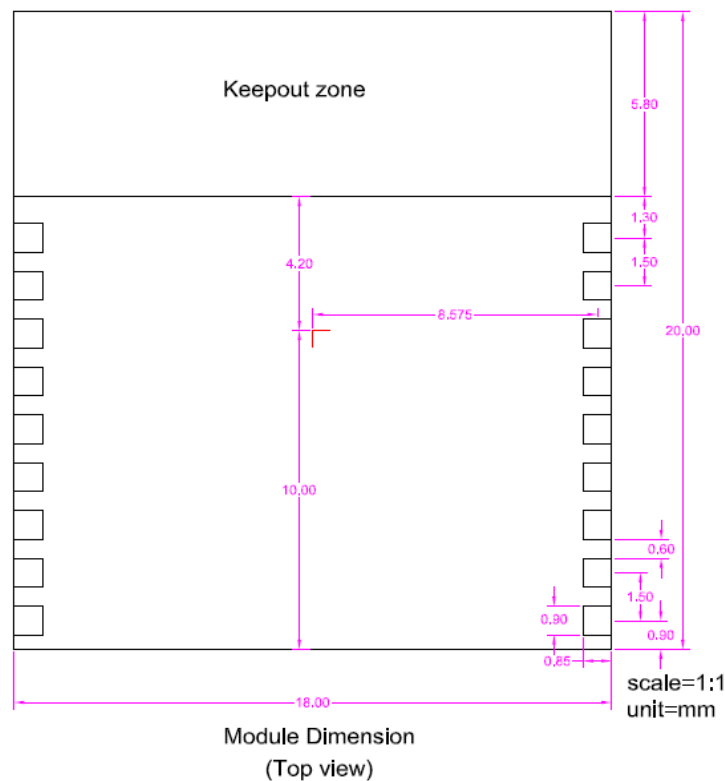 Keepout zone
5.80
1.30
4.20
1.50
8.575
20.00
10.00
0.60
1.50
0.90
0.90
0.85
scale=1:1
unit=mm
18.00
Module Dimension
(Top view)